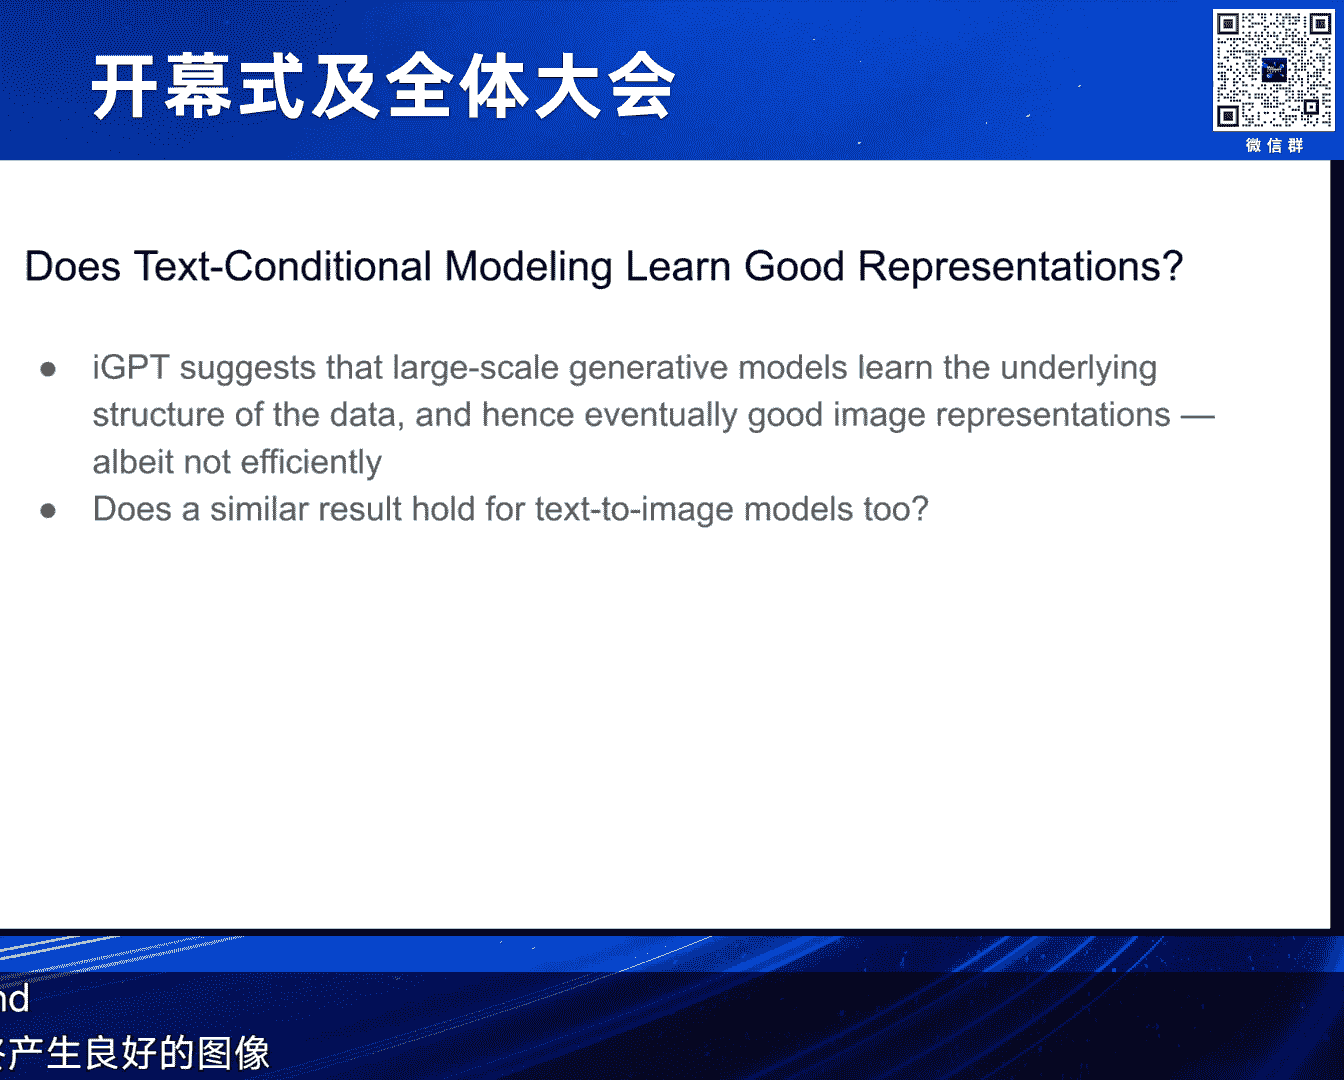 开幕式及全体大会
微信群
Does Text-Conditional Modeling Learn Good Representations?
● iGPT suggests that large-scale generative models learn the underlying
structure of the data, and hence eventually good image representations —
albeit not efficiently
● Does a similar result hold for text-to-image models too?
nd
产生良好的图像